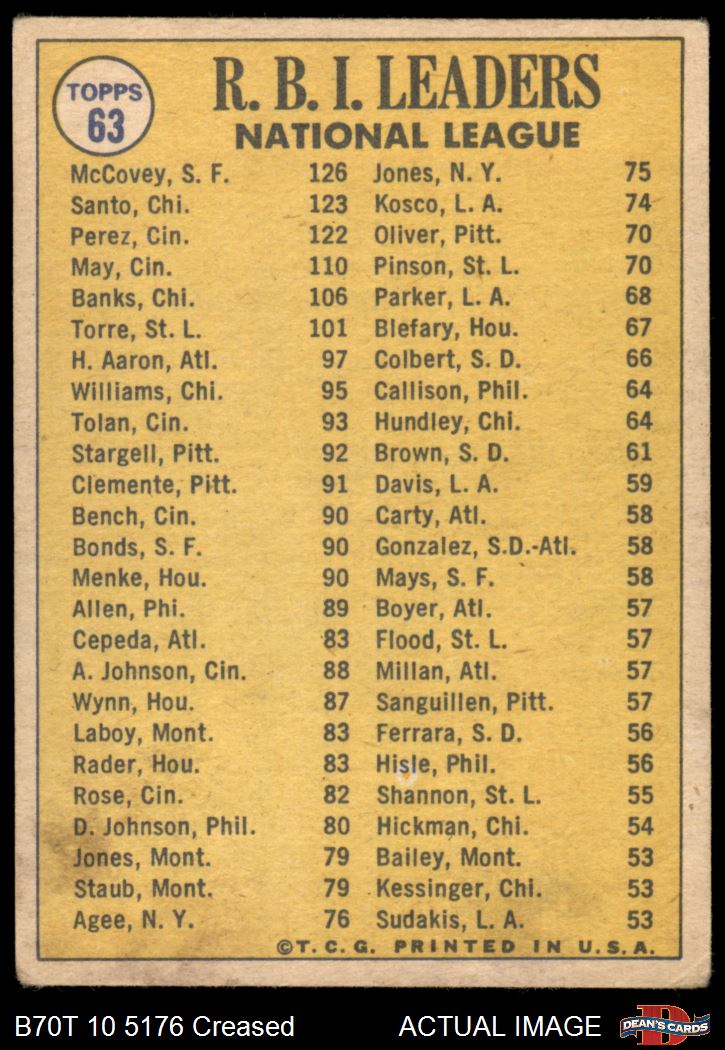 TOPPS
63
R. B. I. LEADERS
NATIONAL LEAGUE
McCovey, S. F. 126
Santo, Chi. 123
Perez, Cin. 122
May, Cin. 110
Banks, Chi. 106
Torre, St. L. 101
H. Aaron, Atl. 97
Williams, Chi. 95
Tolan, Cin. 93
Stargell, Pitt. 92
Clemente, Pitt. 91
Bench, Cin. 90
Bonds, S. F. 90
Menke, Hou. 90
Allen, Phi. 89
Cepeda, Atl. 83
A. Johnson, Cin. 88
Wynn, Hou. 87
Laboy, Mont. 83
Rader, Hou. 83
Rose, Cin. 82
D. Johnson, Phil. 80
Jones, Mont. 79
Staub, Mont. 79
Agee, N. Y. 76
Jones, N. Y. 75
Kosco, L. A. 74
Oliver, Pitt. 70
Pinson, St. L. 70
Parker, L. A. 68
Blefary, Hou. 67
Colbert, S. D. 66
Callison, Phil. 64
Hundley, Chi. 64
Brown, S. D. 61
Davis, L. A. 59
Carty, Atl. 58
Gonzalez, S.D.-Atl. 58
Mays, S. F. 58
Boyer, Atl. 57
Flood, St. L. 57
Millan, Atl. 57
Sanguillen, Pitt. 57
Ferrara, S. D. 56
Hisle, Phil. 56
Shannon, St. L. 55
Hickman, Chi. 54
Bailey, Mont. 53
Kessinger, Chi. 53
Sudakis, L. A. 53
©T. C. G. PRINTED IN U. S. A.
B70T 10 5176 Creased
ACTUAL IMAGE
D
DEAN'S CARDS